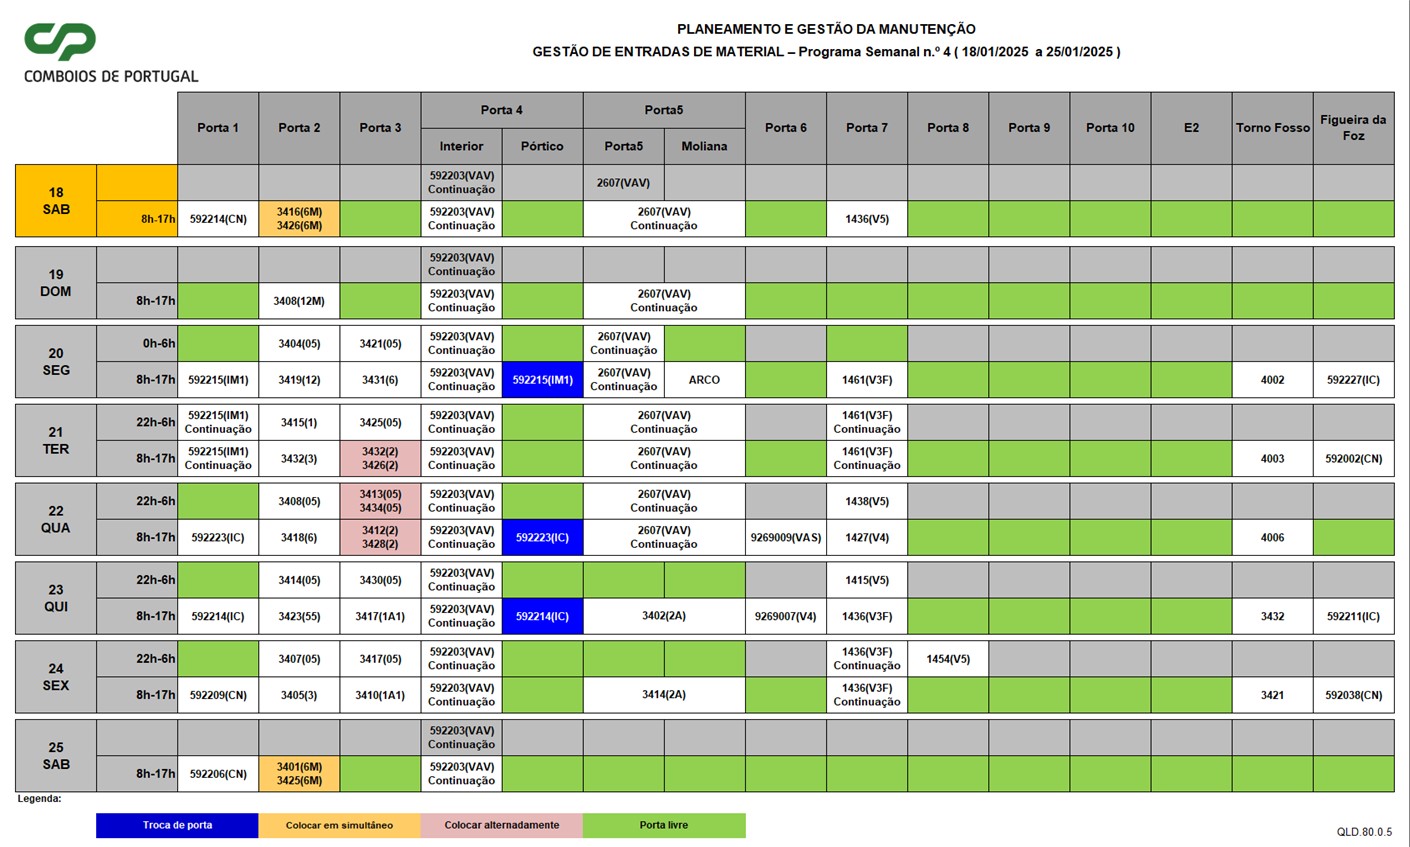 CP
COMBOIOS DE PORTUGAL
PLANEAMENTO E GESTÃO DA MANUTENÇÃO
GESTÃO DE ENTRADAS DE MATERIAL – Programa Semanal n.º 4 ( 18/01/2025 a 25/01/2025 )
Porta 1 Porta 2 Porta 3 Porta 4 Porta5 Porta 6 Porta 7 Porta 8 Porta 9 Porta 10 E2 Torno Fosso Figueira da Foz
Interior Pórtico Porta5 Moliana
18 SAB
592203(VAV) Continuação 2607(VAV)
8h-17h 592214(CN) 3416(6M) 3426(6M) 592203(VAV) Continuação 2607(VAV) Continuação 1436(V5)
19 DOM
592203(VAV) Continuação
8h-17h 3408(12M) 592203(VAV) Continuação 2607(VAV) Continuação
20 SEG
0h-6h 3404(05) 3421(05) 592203(VAV) Continuação 2607(VAV) Continuação
8h-17h 592215(IM1) 3419(12) 3431(6) 592203(VAV) Continuação 592215(IM1) 2607(VAV) Continuação ARCO 1461(V3F) 4002 592227(IC)
21 TER
22h-6h 592215(IM1) Continuação 3415(1) 3425(05) 592203(VAV) Continuação 2607(VAV) Continuação 1461(V3F) Continuação
8h-17h 592215(IM1) Continuação 3432(3) 3432(2) 3426(2) 592203(VAV) Continuação 2607(VAV) Continuação 1461(V3F) Continuação 4003 592002(CN)
22 QUA
22h-6h 3408(05) 3413(05) 3434(05) 592203(VAV) Continuação 2607(VAV) Continuação 1438(V5)
8h-17h 592223(IC) 3418(6) 3412(2) 3428(2) 592203(VAV) Continuação 592223(IC) 2607(VAV) Continuação 9269009(VAS) 1427(V4) 4006
23 QUI
22h-6h 3414(05) 3430(05) 592203(VAV) Continuação 1415(V5)
8h-17h 592214(IC) 3423(55) 3417(1A1) 592203(VAV) Continuação 592214(IC) 3402(2A) 9269007(V4) 1436(V3F) 3432 592211(IC)
24 SEX
22h-6h 3407(05) 3417(05) 592203(VAV) Continuação 1436(V3F) Continuação 1454(V5)
8h-17h 592209(CN) 3405(3) 3410(1A1) 592203(VAV) Continuação 3414(2A) 1436(V3F) Continuação 3421 592038(CN)
25 SAB
592203(VAV) Continuação
8h-17h 592206(CN) 3401(6M) 3425(6M) 592203(VAV) Continuação
Legenda:
Troca de porta Colocar em simultáneo Colocar alternadamente Porta livre
QLD.80.0.5